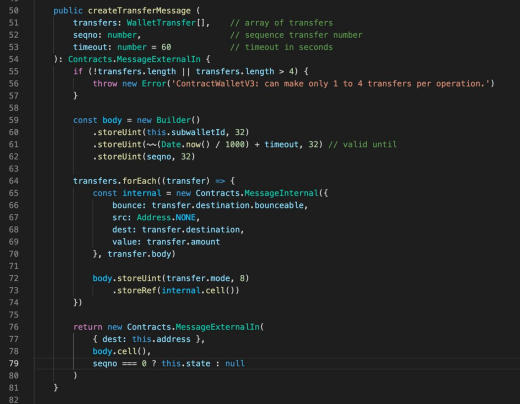 50 public createTransferMessage (
51 transfers: WalletTransfer[], // array of transfers
52 seqno: number, // sequence transfer number
53 timeout: number = 60 // timeout in seconds
54 ): Contracts.MessageExternalIn {
55 if (!transfers.length || transfers.length > 4) {
56 throw new Error('ContractWalletV3: can make only 1 to 4 transfers per operation.')
57 }
58
59 const body = new Builder()
60 .storeUint(this.subwalletId, 32)
61 .storeUint(~~(Date.now() / 1000) + timeout, 32) // valid until
62 .storeUint(seqno, 32)
63
64 transfers.forEach((transfer) => {
65 const internal = new Contracts.MessageInternal({
66 bounce: transfer.destination.bounceable,
67 src: Address.NONE,
68 dest: transfer.destination,
69 value: transfer.amount
70 }, transfer.body)
71
72 body.storeUint(transfer.mode, 8)
73 .storeRef(internal.cell())
74 })
75
76 return new Contracts.MessageExternalIn(
77 { dest: this.address },
78 body.cell(),
79 seqno === 0 ? this.state : null
80 )
81 }
82